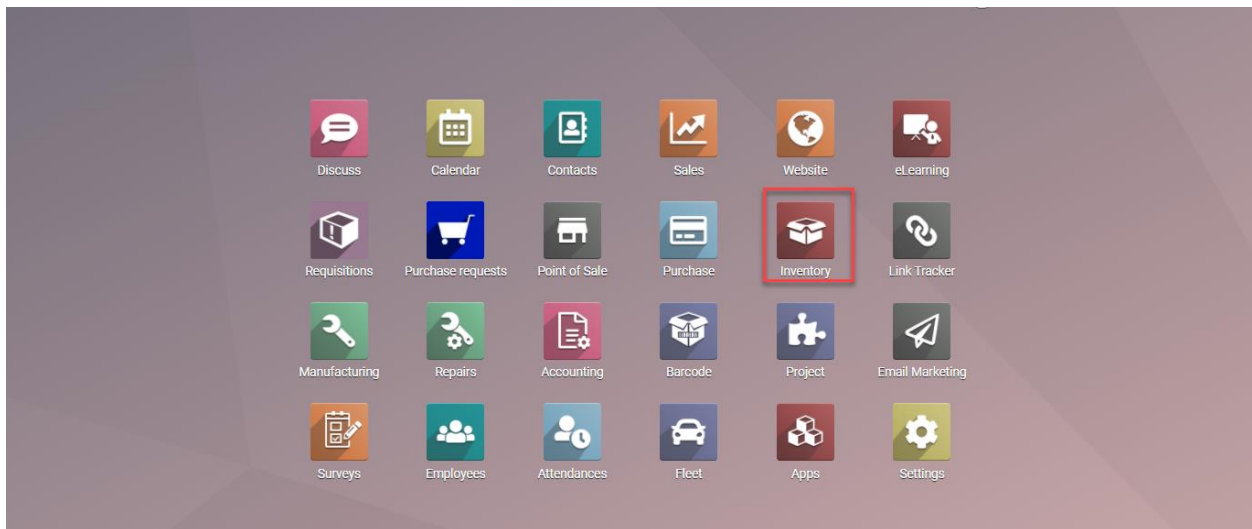 Discuss
Calendar
Contacts
Sales
Website
eLearning
Requisitions
Purchase requests
Point of Sale
Purchase
Inventory
Link Tracker
Manufacturing
Repairs
Accounting
Barcode
Project
Email Marketing
Surveys
Employees
Attendances
Fleet
Apps
Settings